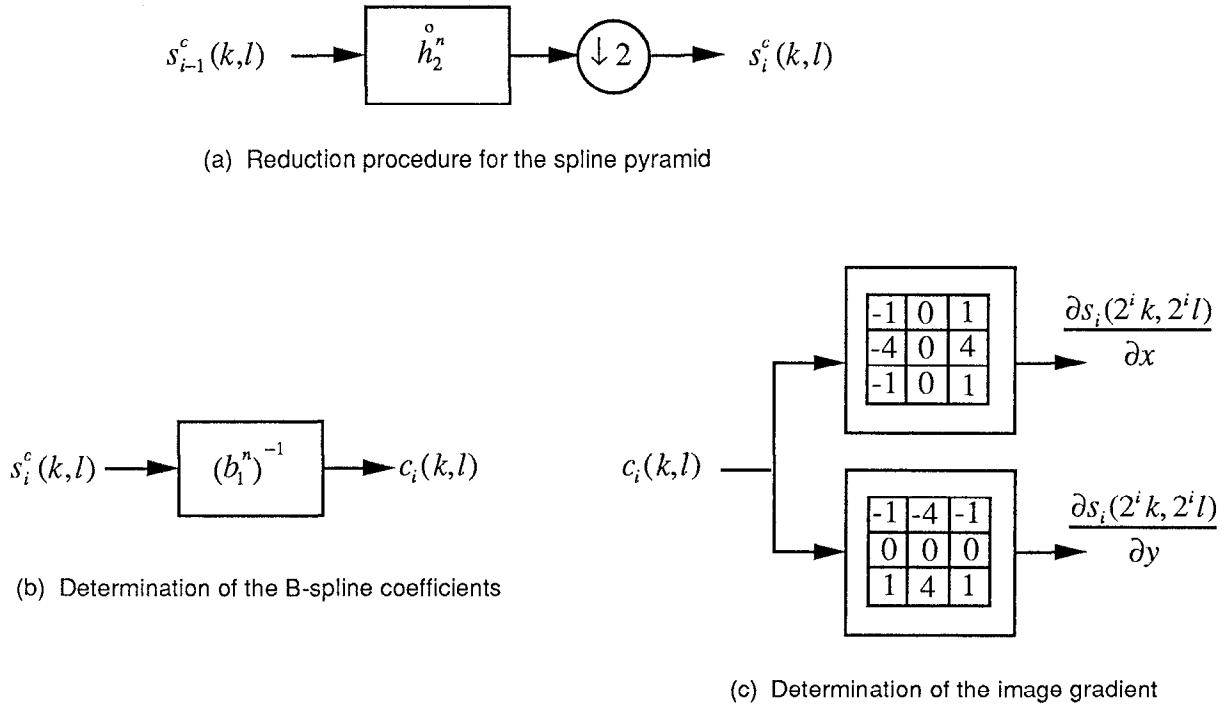 s^c_{i-1}(k,l) h^{o n}_2 ↓2 s^c_i(k,l)
(a) Reduction procedure for the spline pyramid
-1 0 1
-4 0 4
-1 0 1
∂s_i(2^i k, 2^i l)
∂x
s^c_i(k,l) (b^n_1)^{-1} c_i(k,l)
(b) Determination of the B-spline coefficients
c_i(k,l)
-1 -4 -1
0 0 0
1 4 1
∂s_i(2^i k, 2^i l)
∂y
(c) Determination of the image gradient